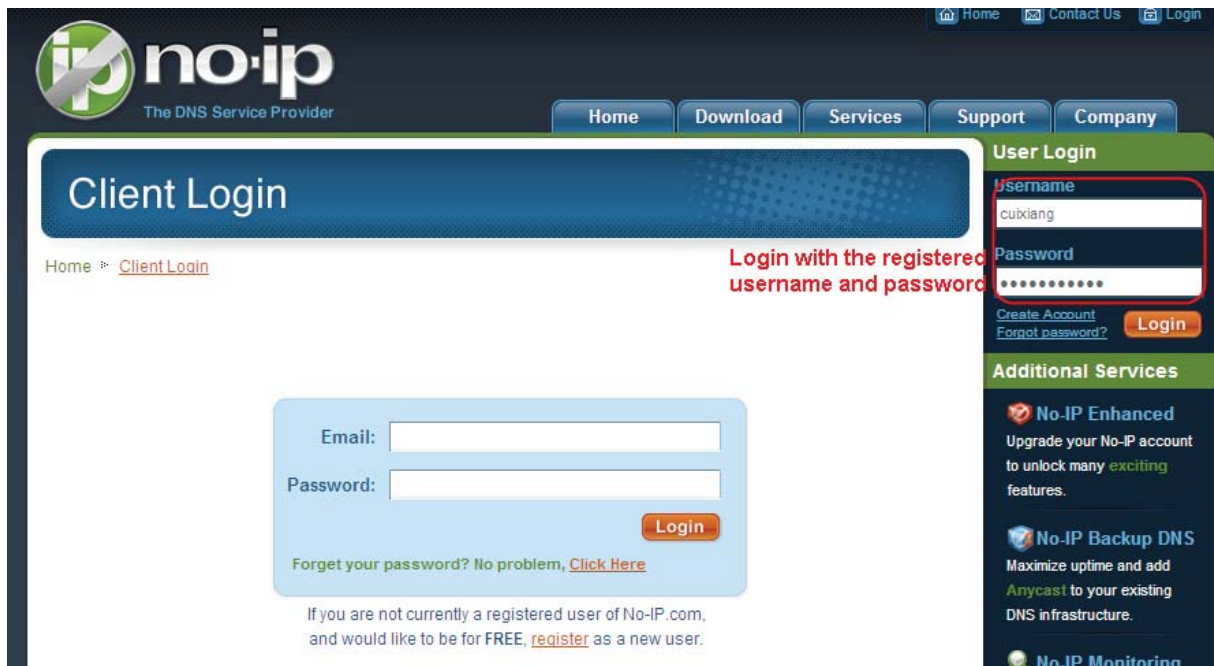 Home Contact Us Login
ip no·ip
The DNS Service Provider
Home Download Services Support Company
Client Login
Home Client Login
Login with the registered
username and password
User Login
Username
cuixiang
Password
•••••••••••
Create Account
Forgot password?
Login
Email:
Password:
Login
Forget your password? No problem, Click Here
If you are not currently a registered user of No-IP.com,
and would like to be for FREE, register as a new user.
Additional Services
No-IP Enhanced
Upgrade your No-IP account
to unlock many exciting
features.
No-IP Backup DNS
Maximize uptime and add
Anycast to your existing
DNS infrastructure.
No-IP Monitoring